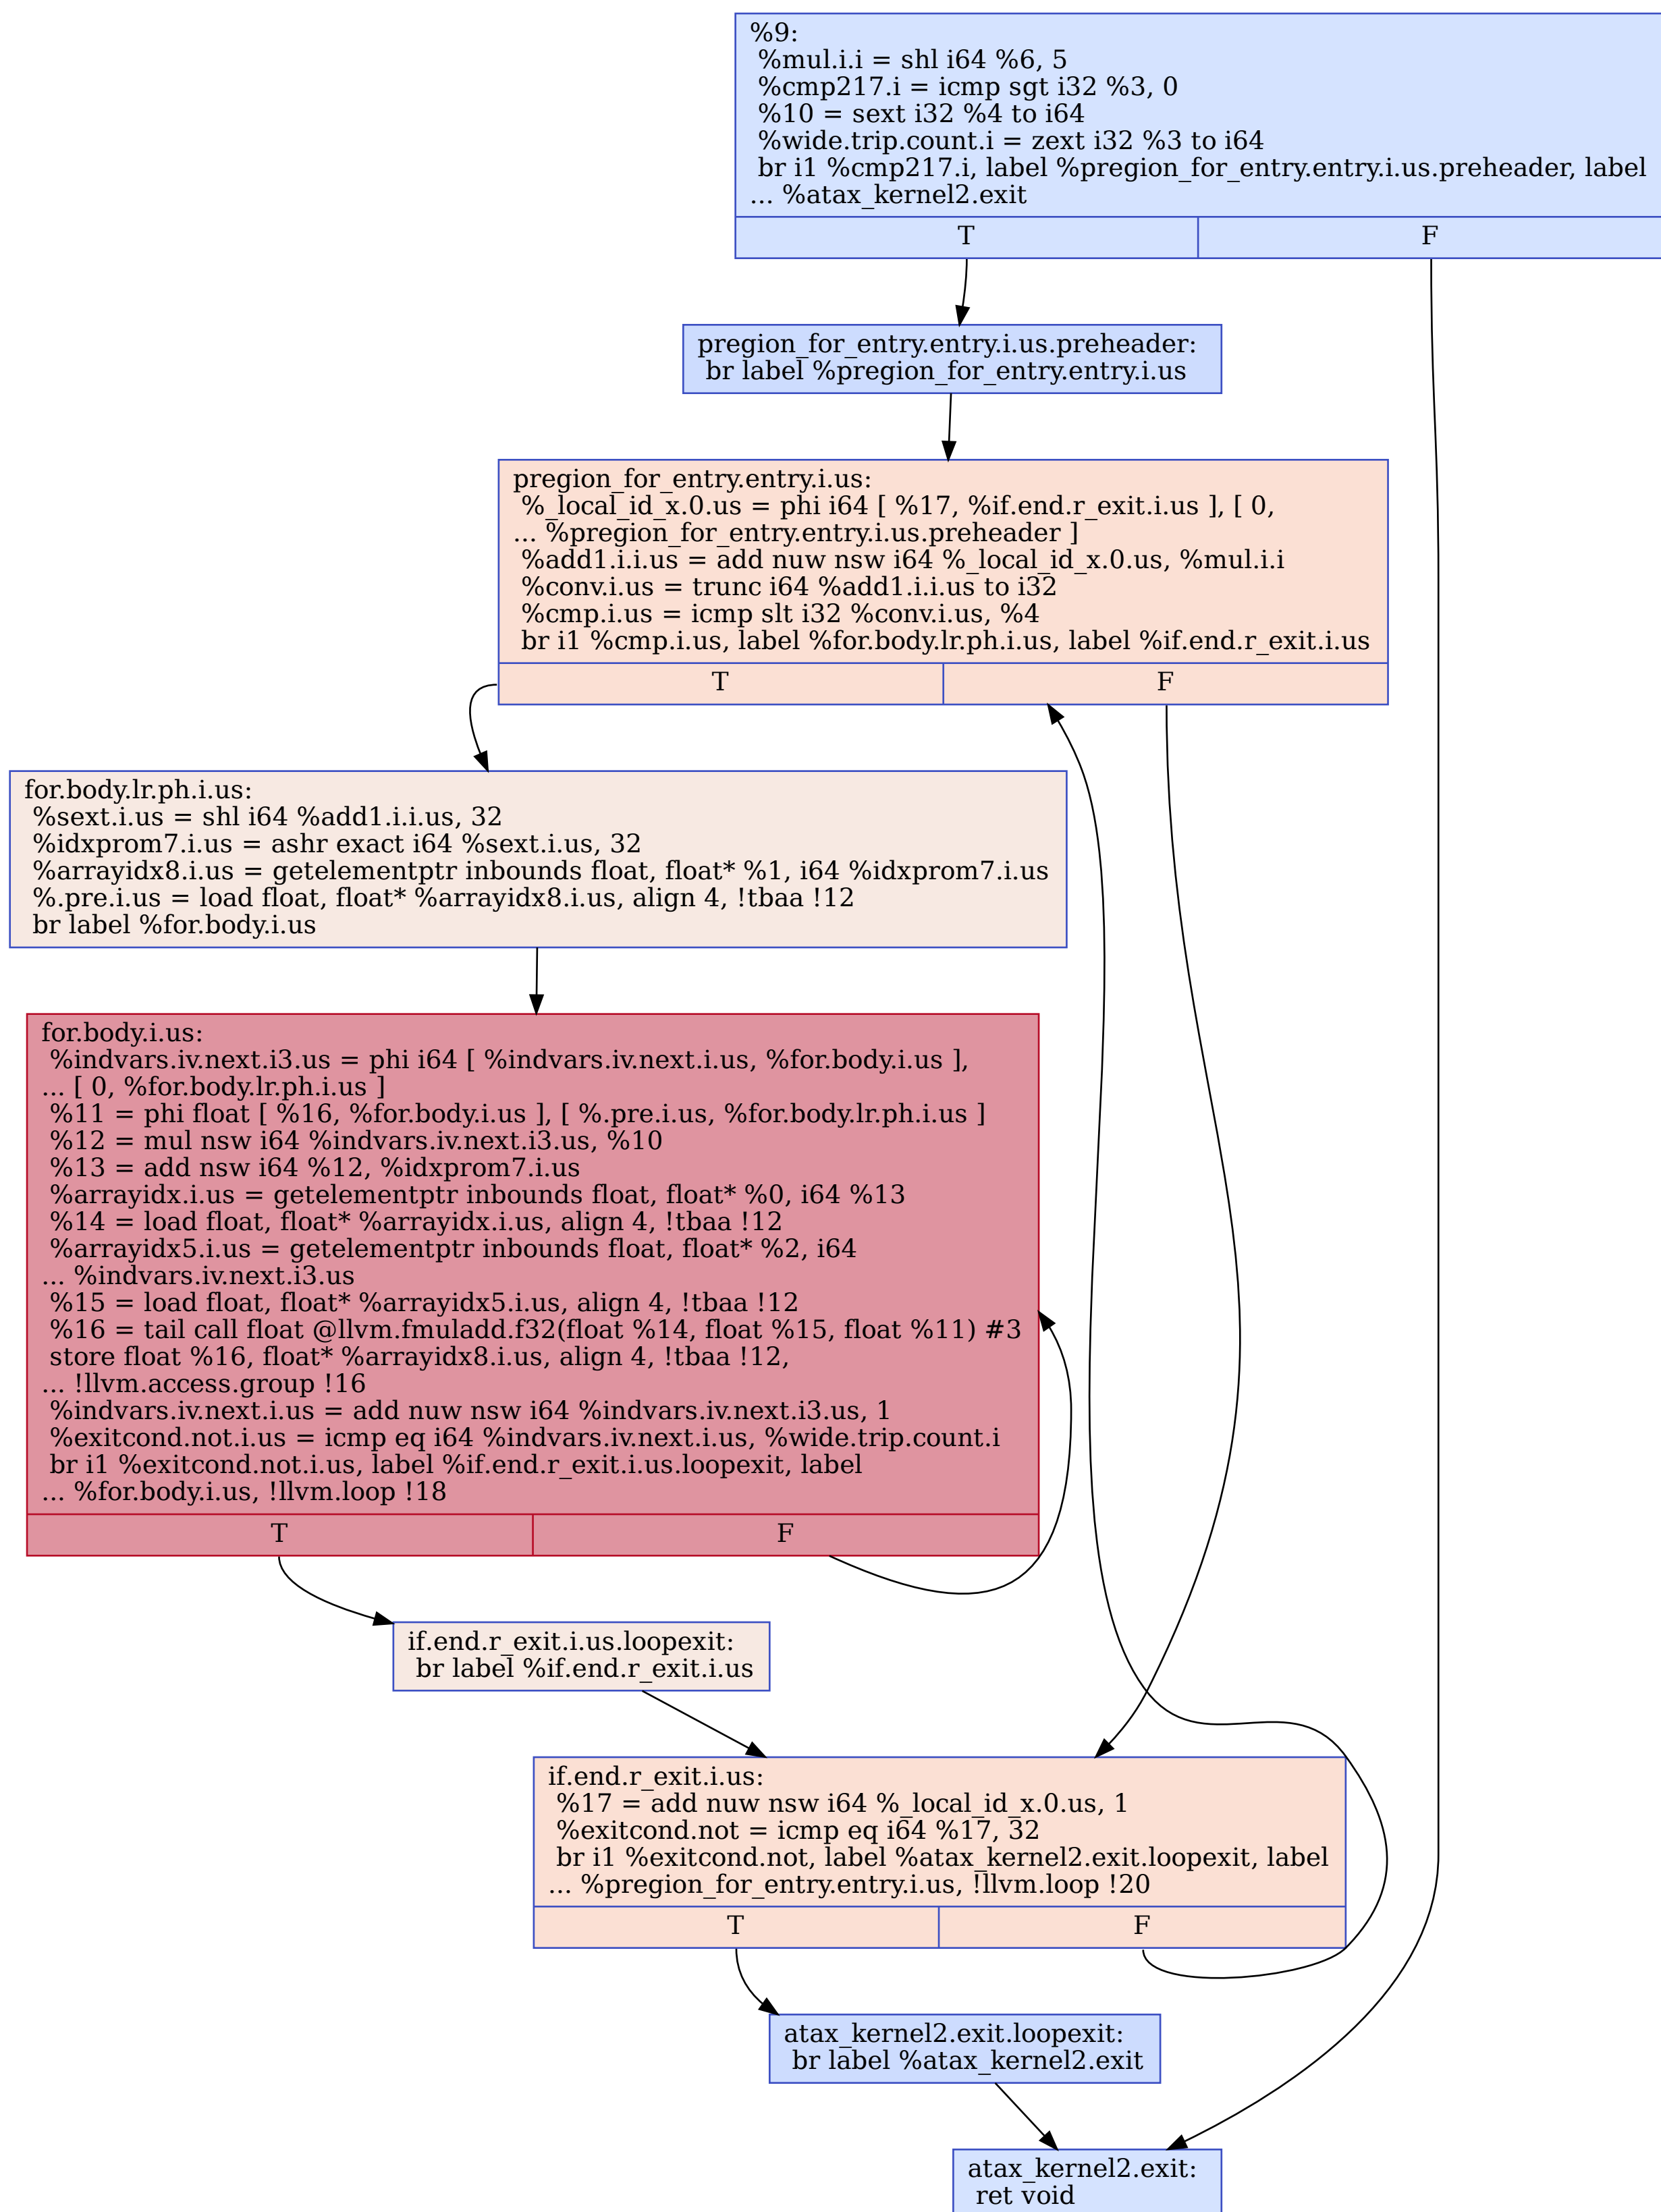 %9:
%mul.i.i = shl i64 %6, 5
%cmp217.i = icmp sgt i32 %3, 0
%10 = sext i32 %4 to i64
%wide.trip.count.i = zext i32 %3 to i64
br i1 %cmp217.i, label %pregion_for_entry.entry.i.us.preheader, label
... %atax_kernel2.exit
T F
pregion_for_entry.entry.i.us.preheader:
br label %pregion_for_entry.entry.i.us
pregion_for_entry.entry.i.us:
%_local_id_x.0.us = phi i64 [ %17, %if.end.r_exit.i.us ], [ 0,
... %pregion_for_entry.entry.i.us.preheader ]
%add1.i.i.us = add nuw nsw i64 %_local_id_x.0.us, %mul.i.i
%conv.i.us = trunc i64 %add1.i.i.us to i32
%cmp.i.us = icmp slt i32 %conv.i.us, %4
br i1 %cmp.i.us, label %for.body.lr.ph.i.us, label %if.end.r_exit.i.us
T F
for.body.lr.ph.i.us:
%sext.i.us = shl i64 %add1.i.i.us, 32
%idxprom7.i.us = ashr exact i64 %sext.i.us, 32
%arrayidx8.i.us = getelementptr inbounds float, float* %1, i64 %idxprom7.i.us
%.pre.i.us = load float, float* %arrayidx8.i.us, align 4, !tbaa !12
br label %for.body.i.us
for.body.i.us:
%indvars.iv.next.i3.us = phi i64 [ %indvars.iv.next.i.us, %for.body.i.us ],
... [ 0, %for.body.lr.ph.i.us ]
%11 = phi float [ %16, %for.body.i.us ], [ %.pre.i.us, %for.body.lr.ph.i.us ]
%12 = mul nsw i64 %indvars.iv.next.i3.us, %10
%13 = add nsw i64 %12, %idxprom7.i.us
%arrayidx.i.us = getelementptr inbounds float, float* %0, i64 %13
%14 = load float, float* %arrayidx.i.us, align 4, !tbaa !12
%arrayidx5.i.us = getelementptr inbounds float, float* %2, i64
... %indvars.iv.next.i3.us
%15 = load float, float* %arrayidx5.i.us, align 4, !tbaa !12
%16 = tail call float @llvm.fmuladd.f32(float %14, float %15, float %11) #3
store float %16, float* %arrayidx8.i.us, align 4, !tbaa !12,
... !llvm.access.group !16
%indvars.iv.next.i.us = add nuw nsw i64 %indvars.iv.next.i3.us, 1
%exitcond.not.i.us = icmp eq i64 %indvars.iv.next.i.us, %wide.trip.count.i
br i1 %exitcond.not.i.us, label %if.end.r_exit.i.us.loopexit, label
... %for.body.i.us, !llvm.loop !18
T F
if.end.r_exit.i.us.loopexit:
br label %if.end.r_exit.i.us
if.end.r_exit.i.us:
%17 = add nuw nsw i64 %_local_id_x.0.us, 1
%exitcond.not = icmp eq i64 %17, 32
br i1 %exitcond.not, label %atax_kernel2.exit.loopexit, label
... %pregion_for_entry.entry.i.us, !llvm.loop !20
T F
atax_kernel2.exit.loopexit:
br label %atax_kernel2.exit
atax_kernel2.exit:
ret void